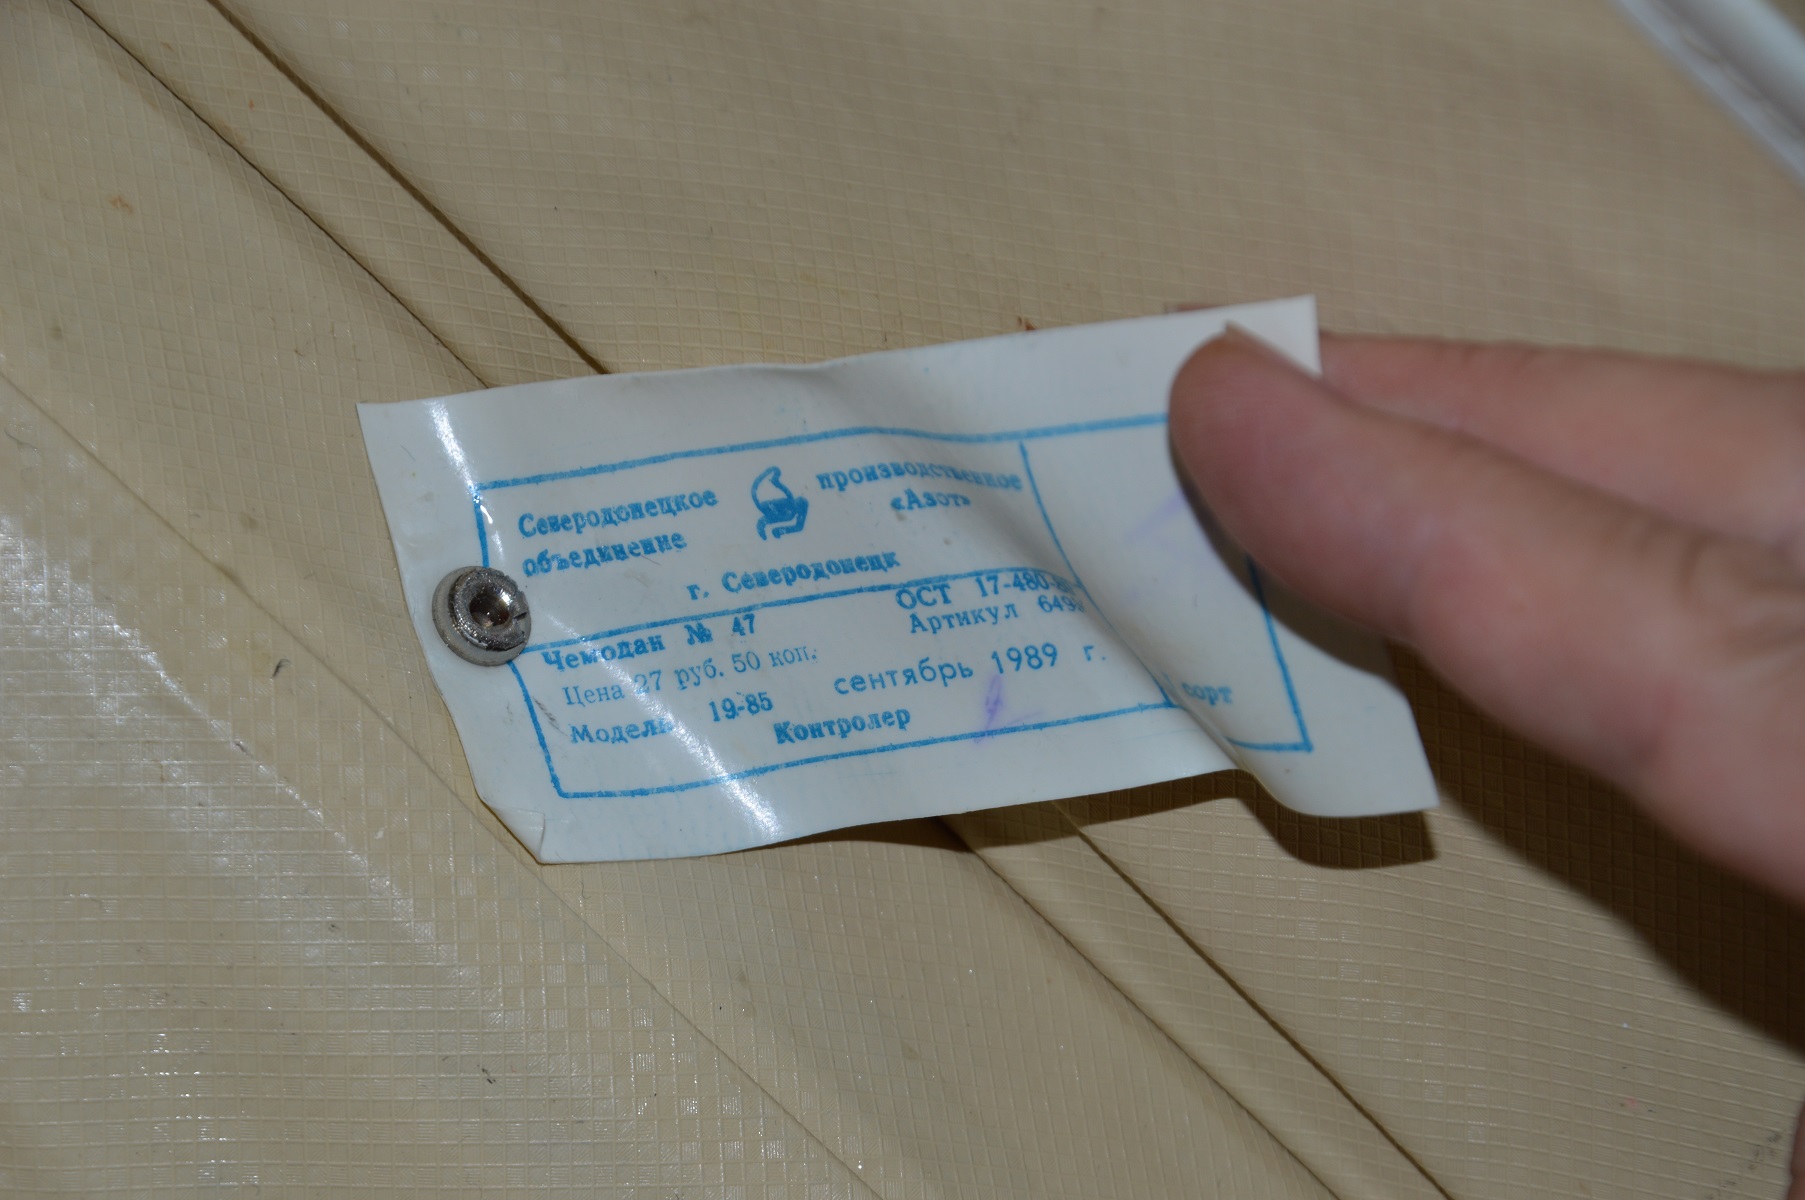 Северодонецкое производственное
объединение «Азот»
г. Северодонецк
Чемодан № 47 ОСТ 17-480-
Цена 27 руб. 50 коп. Артикул
Модель 19-85 сентябрь 1989 г.
Контролер
сорт